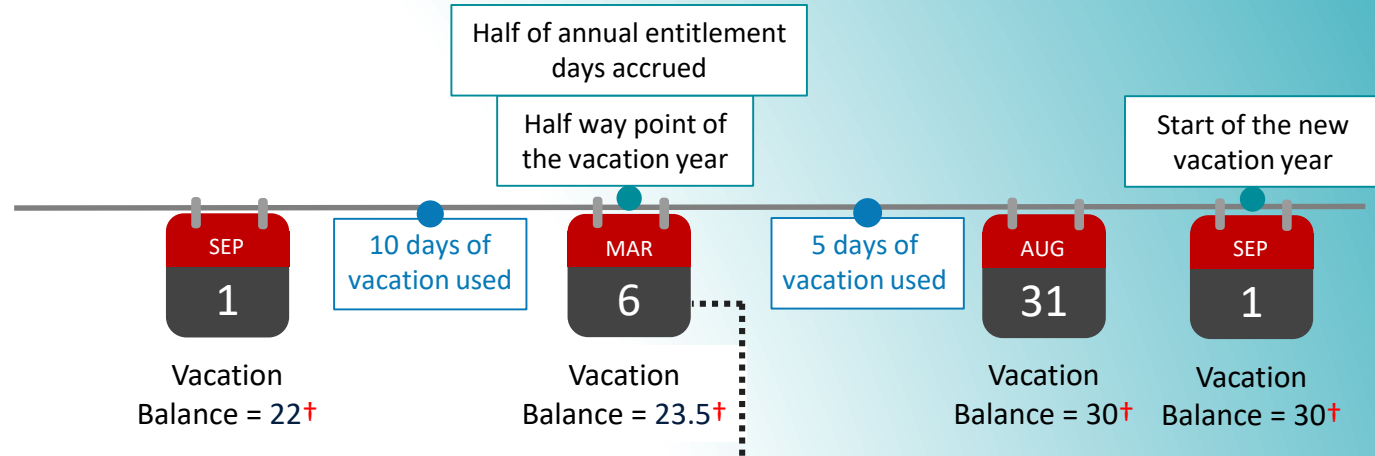 Half of annual entitlement
days accrued
Half way point of
the vacation year
Start of the new
vacation year
SEP
1
10 days of
vacation used
MAR
6
5 days of
vacation used
AUG
31
SEP
1
Vacation
Balance = 22†
Vacation
Balance = 23.5†
Vacation
Balance = 30†
Vacation
Balance = 30†